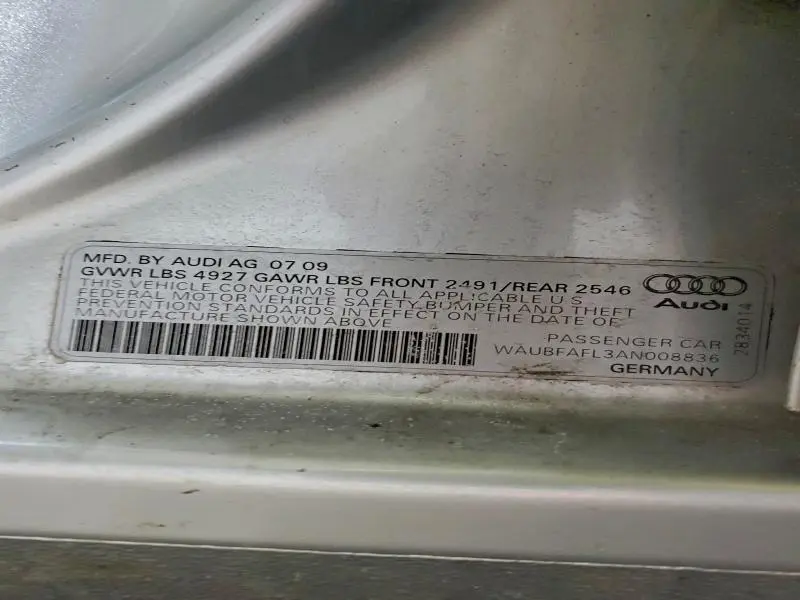 MFD. BY AUDI AG 07 09
GVWR LBS 4927 GAWR LBS FRONT 2491/REAR 2546
THIS VEHICLE CONFORMS TO ALL APPLICABLE U S
FEDERAL MOTOR VEHICLE SAFETY,BUMPER AND THEFT
PREVENTION STANDARDS IN EFFECT ON THE DATE OF
MANUFACTURE SHOWN ABOVE
Audi
2834014
PASSENGER CAR
WAUBFAFL3AN008836
GERMANY